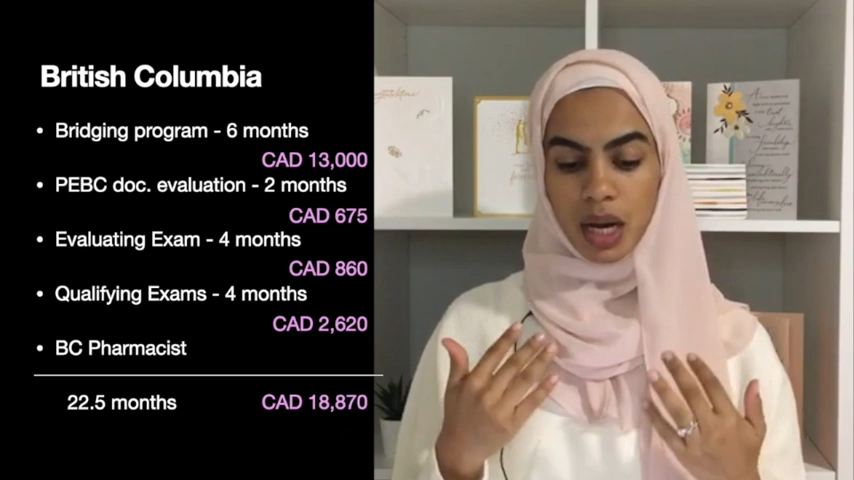 British Columbia
• Bridging program - 6 months
CAD 13,000
• PEBC doc. evaluation - 2 months
CAD 675
• Evaluating Exam - 4 months
CAD 860
• Qualifying Exams - 4 months
CAD 2,620
• BC Pharmacist
22.5 months CAD 18,870